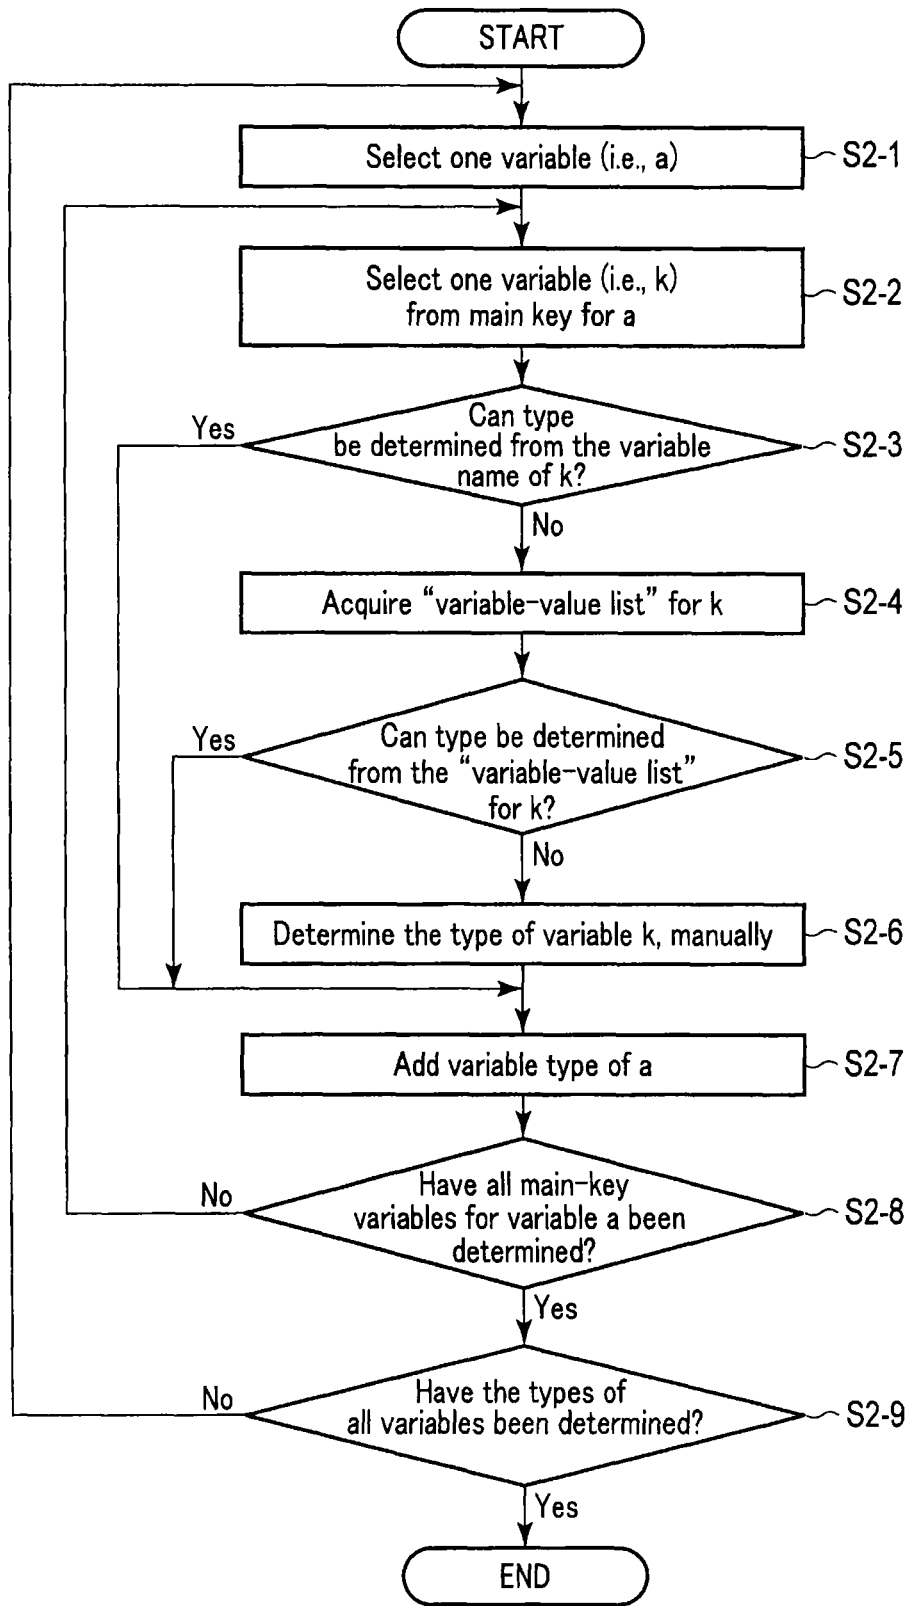 START
Select one variable (i.e., a)
S2-1
Select one variable (i.e., k)
from main key for a
S2-2
Can type
be determined from the variable
name of k?
S2-3
Yes
No
Acquire “variable-value list” for k
S2-4
Can type be determined
from the “variable-value list”
for k?
S2-5
Yes
No
Determine the type of variable k, manually
S2-6
Add variable type of a
S2-7
Have all main-key
variables for variable a been
determined?
S2-8
No
Yes
Have the types of
all variables been determined?
S2-9
No
Yes
END